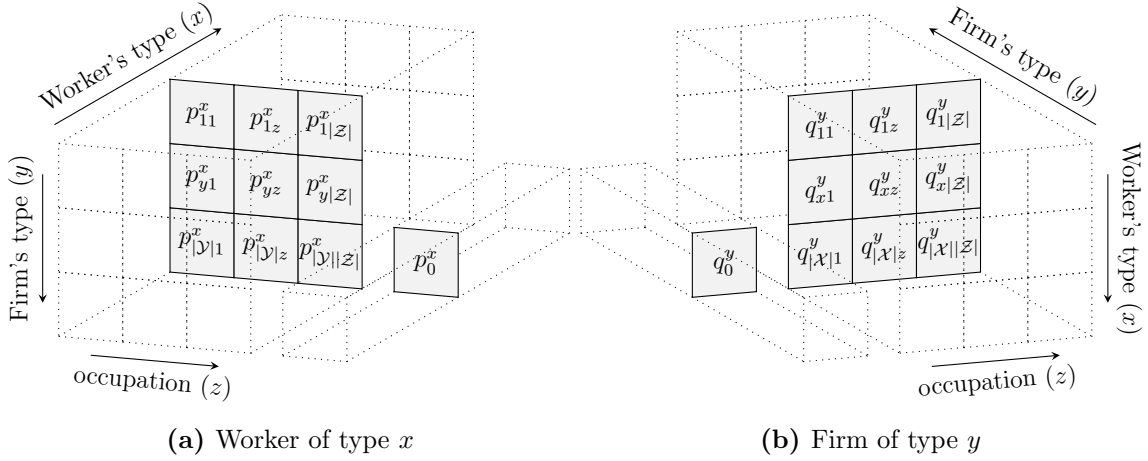 Worker's type (x)
Firm's type (y)
p^x_{11} p^x_{1z} p^x_{1|𝒵|}
p^x_{y1} p^x_{yz} p^x_{y|𝒵|}
p^x_{|𝒴|1} p^x_{|𝒴|z} p^x_{|𝒴||𝒵|}
p^x_0
occupation (z)
(a) Worker of type x
Firm's type (y)
Worker's type (x)
q^y_{11} q^y_{1z} q^y_{1|𝒵|}
q^y_{x1} q^y_{xz} q^y_{x|𝒵|}
q^y_{|𝒳|1} q^y_{|𝒳|z} q^y_{|𝒳||𝒵|}
q^y_0
occupation (z)
(b) Firm of type y